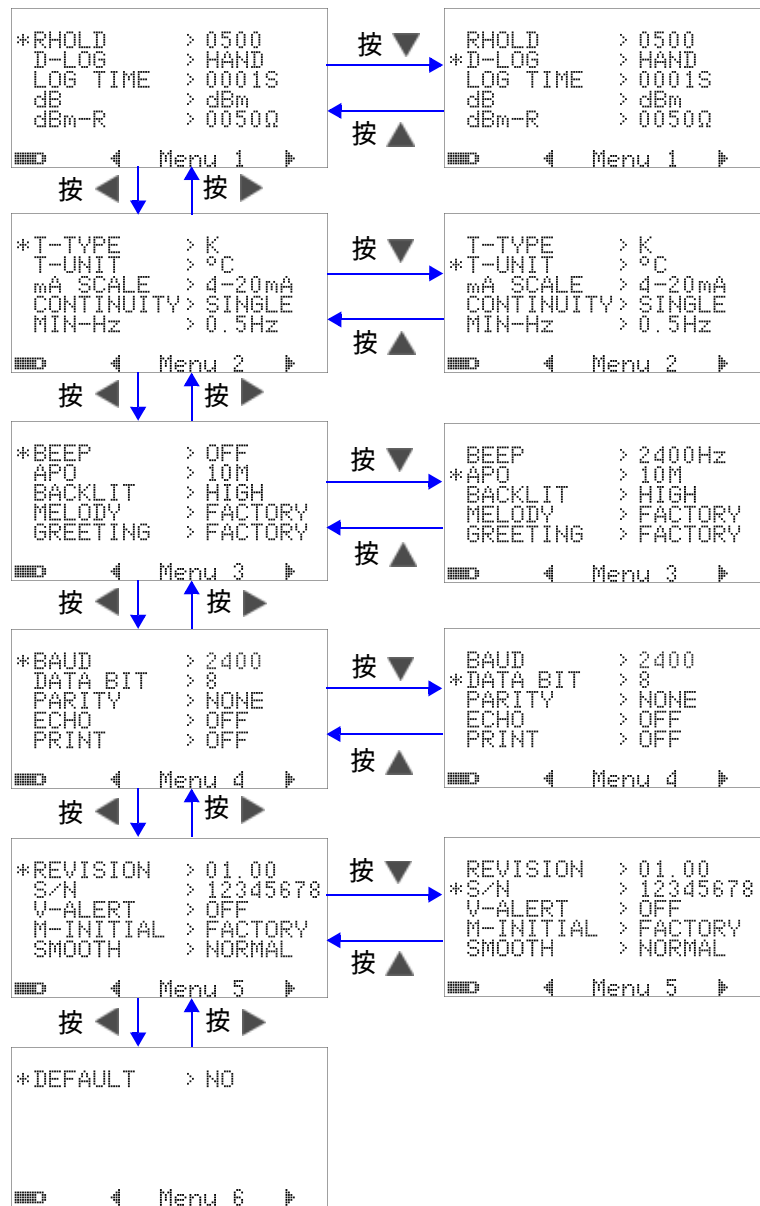 *RHOLD > 0500
D-LOG > HAND
LOG TIME > 0001S
dB > dBm
dBm-R > 0050Ω
Menu 1
按 ▼
按 ▲
RHOLD > 0500
*D-LOG > HAND
LOG TIME > 0001S
dB > dBm
dBm-R > 0050Ω
Menu 1
按 ◀
按 ▶
*T-TYPE > K
T-UNIT > °C
mA SCALE > 4-20mA
CONTINUITY > SINGLE
MIN-Hz > 0.5Hz
Menu 2
按 ▼
按 ▲
T-TYPE > K
*T-UNIT > °C
mA SCALE > 4-20mA
CONTINUITY > SINGLE
MIN-Hz > 0.5Hz
Menu 2
按 ◀
按 ▶
*BEEP > OFF
APO > 10M
BACKLIT > HIGH
MELODY > FACTORY
GREETING > FACTORY
Menu 3
按 ▼
按 ▲
BEEP > 2400Hz
*APO > 10M
BACKLIT > HIGH
MELODY > FACTORY
GREETING > FACTORY
Menu 3
按 ◀
按 ▶
*BAUD > 2400
DATA BIT > 8
PARITY > NONE
ECHO > OFF
PRINT > OFF
Menu 4
按 ▼
按 ▲
BAUD > 2400
*DATA BIT > 8
PARITY > NONE
ECHO > OFF
PRINT > OFF
Menu 4
按 ◀
按 ▶
*REVISION > 01.00
S/N > 12345678
V-ALERT > OFF
M-INITIAL > FACTORY
SMOOTH > NORMAL
Menu 5
按 ▼
按 ▲
REVISION > 01.00
*S/N > 12345678
V-ALERT > OFF
M-INITIAL > FACTORY
SMOOTH > NORMAL
Menu 5
按 ◀
按 ▶
*DEFAULT > NO
Menu 6